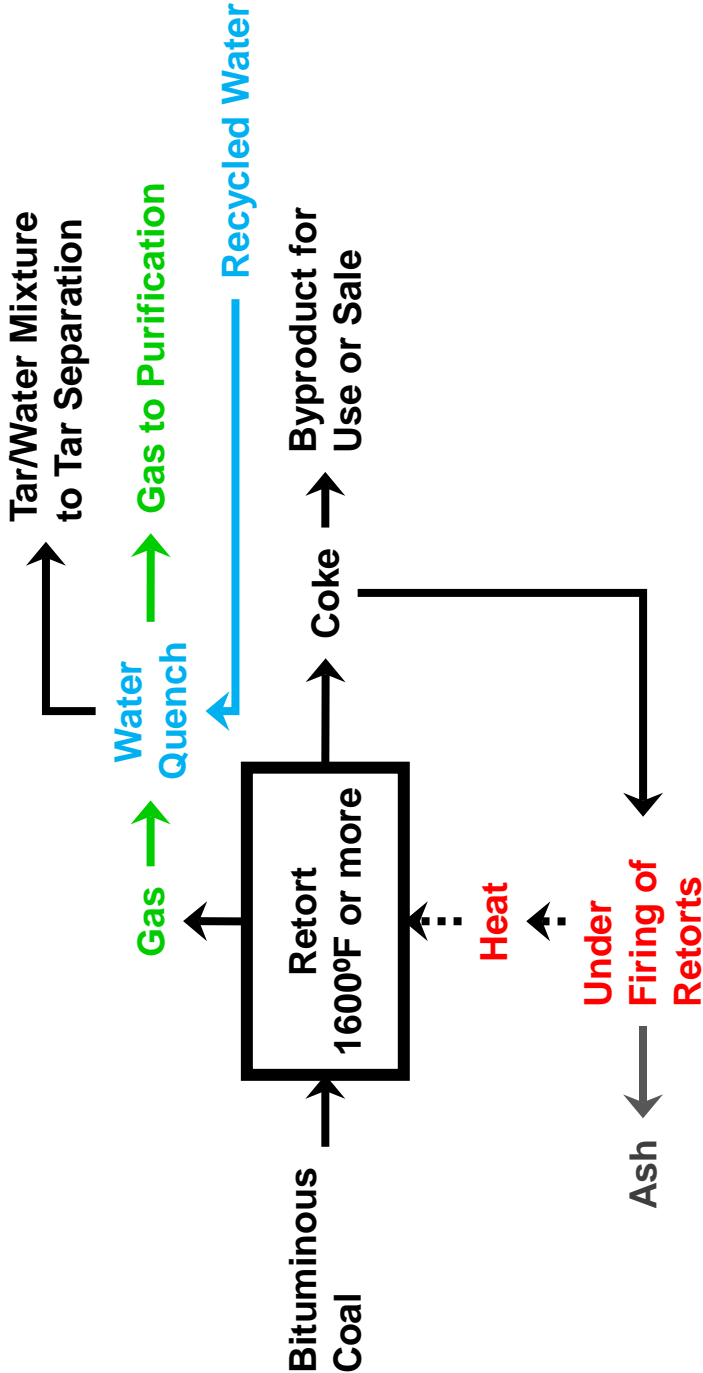 Tar/Water Mixture
to Tar Separation
Gas
Water
Quench
Gas to Purification
Recycled Water
Bituminous
Coal
Retort
1600ºF or more
Coke
Byproduct for
Use or Sale
Heat
Ash
Under
Firing of
Retorts